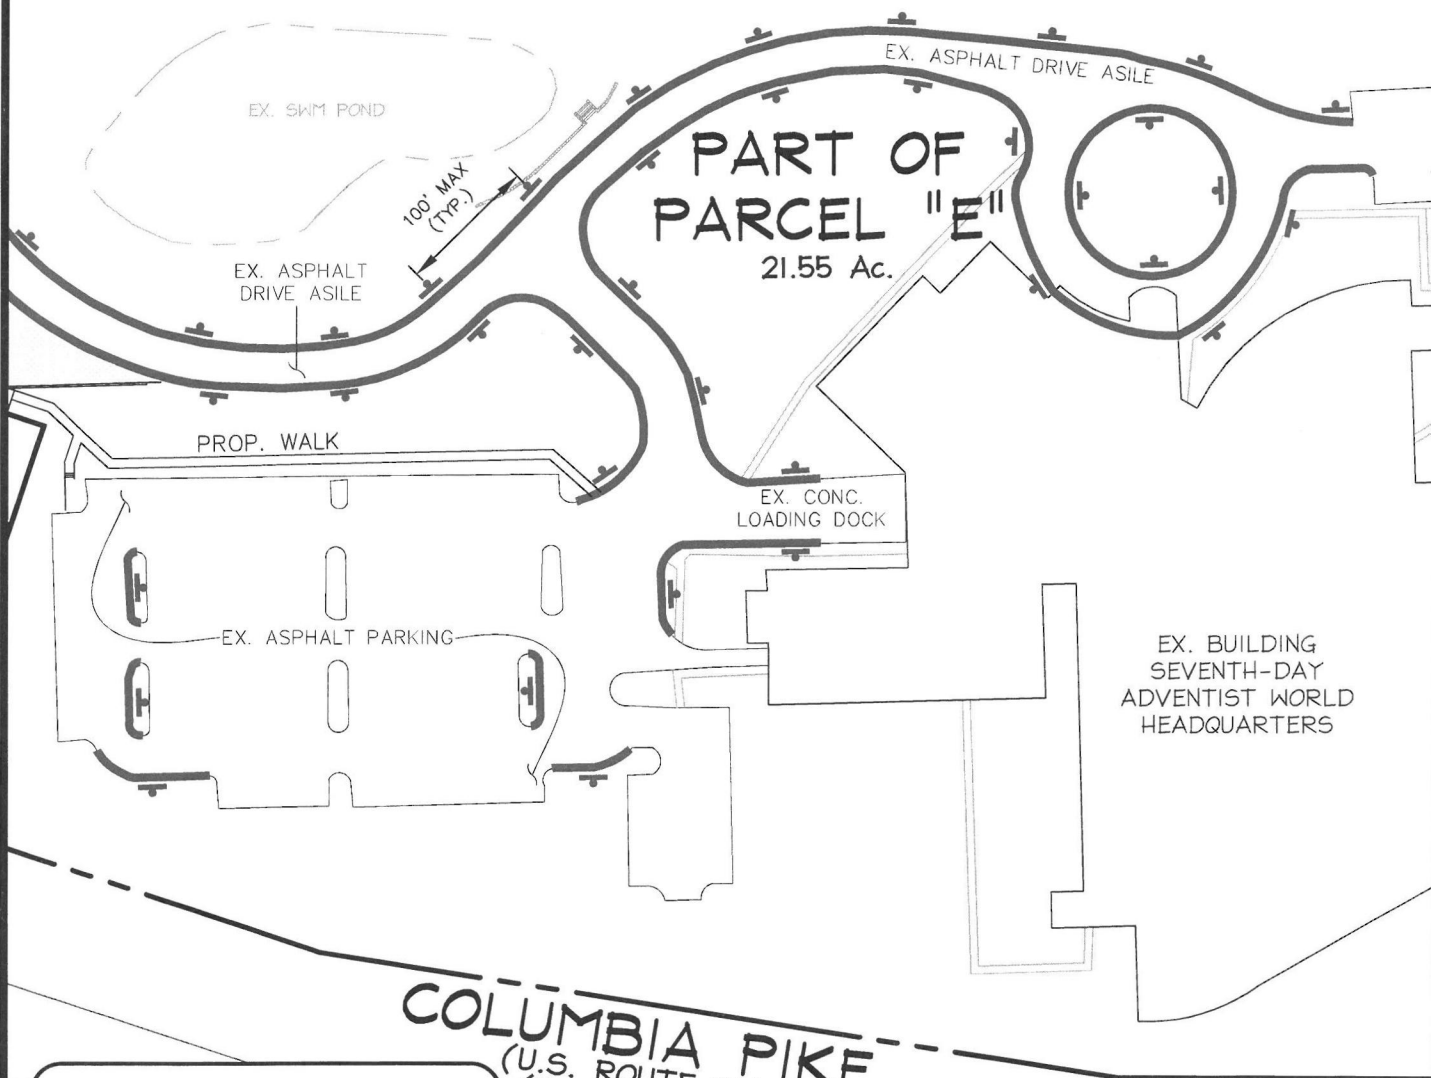 EX. ASPHALT DRIVE ASILE
EX. SWM POND
PART OF
PARCEL "E"
21.55 Ac.
100' MAX
(TYP.)
EX. ASPHALT
DRIVE ASILE
PROP. WALK
EX. CONC.
LOADING DOCK
EX. ASPHALT PARKING
EX. BUILDING
SEVENTH-DAY
ADVENTIST WORLD
HEADQUARTERS
COLUMBIA PIKE
(U.S. ROUTE